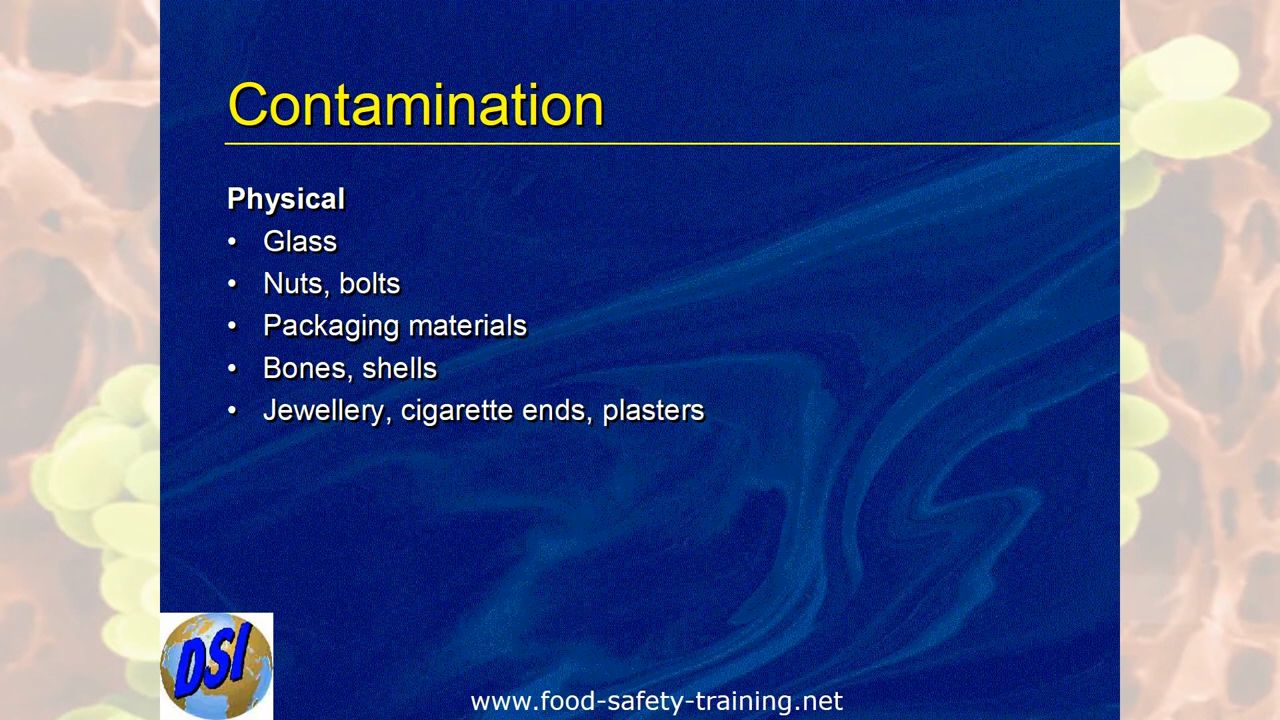 Contamination
Physical
• Glass
• Nuts, bolts
• Packaging materials
• Bones, shells
• Jewellery, cigarette ends, plasters
DSI
www.food-safety-training.net